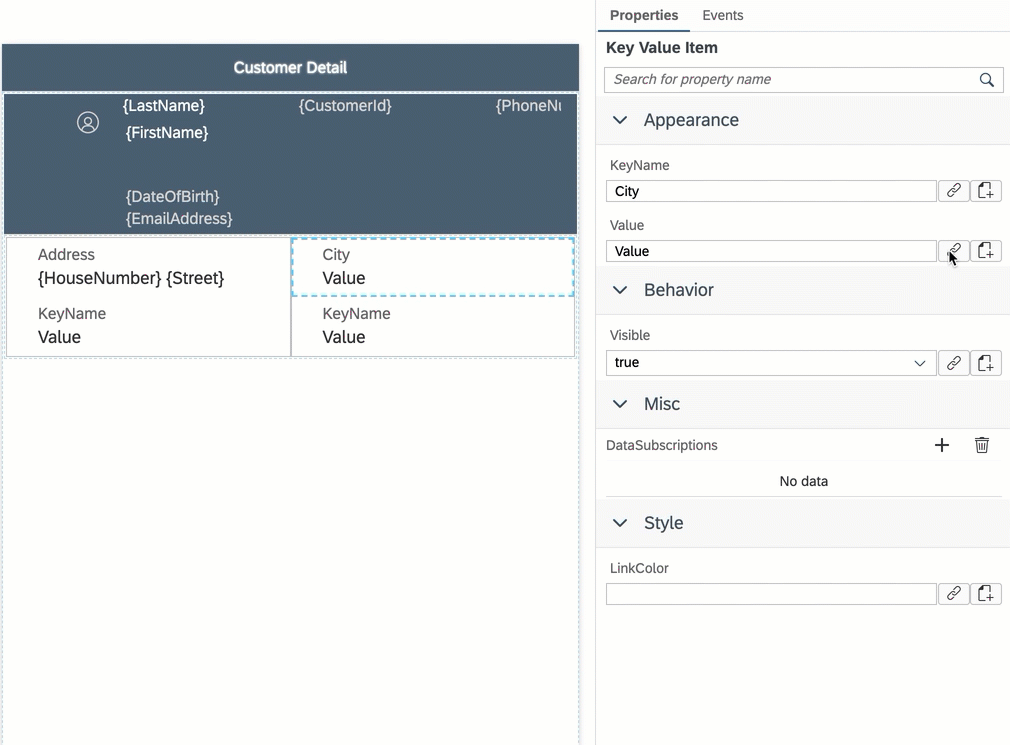 Customer Detail
{LastName}
{CustomerId}
{PhoneNu
{FirstName}
{DateOfBirth}
{EmailAddress}
Address
{HouseNumber} {Street}
City
Value
KeyName
Value
KeyName
Value
Properties
Events
Key Value Item
Search for property name
Appearance
KeyName
City
Value
Value
Behavior
Visible
true
Misc
DataSubscriptions
No data
Style
LinkColor